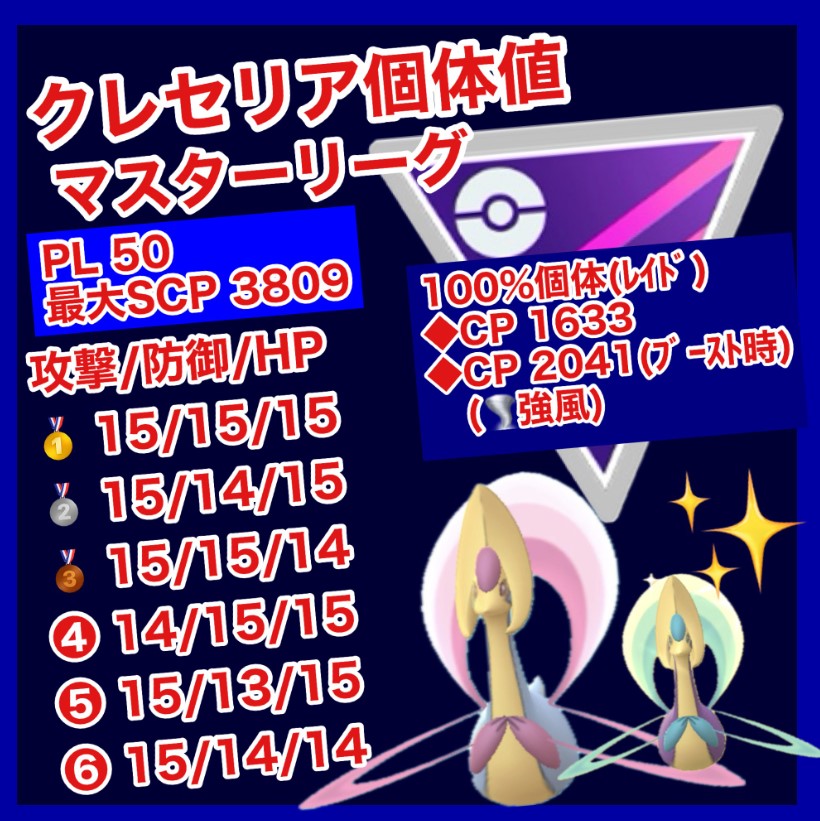 クレセリア個体値
マスターリーグ
PL 50
最大SCP 3809
100%個体(ﾚｲﾄﾞ)
◆CP 1633
◆CP 2041(ﾌﾞｰｽﾄ時)
(🌪強風)
攻撃/防御/HP
🥇 15/15/15
🥈 15/14/15
🥉 15/15/14
❹ 14/15/15
❺ 15/13/15
❻ 15/14/14